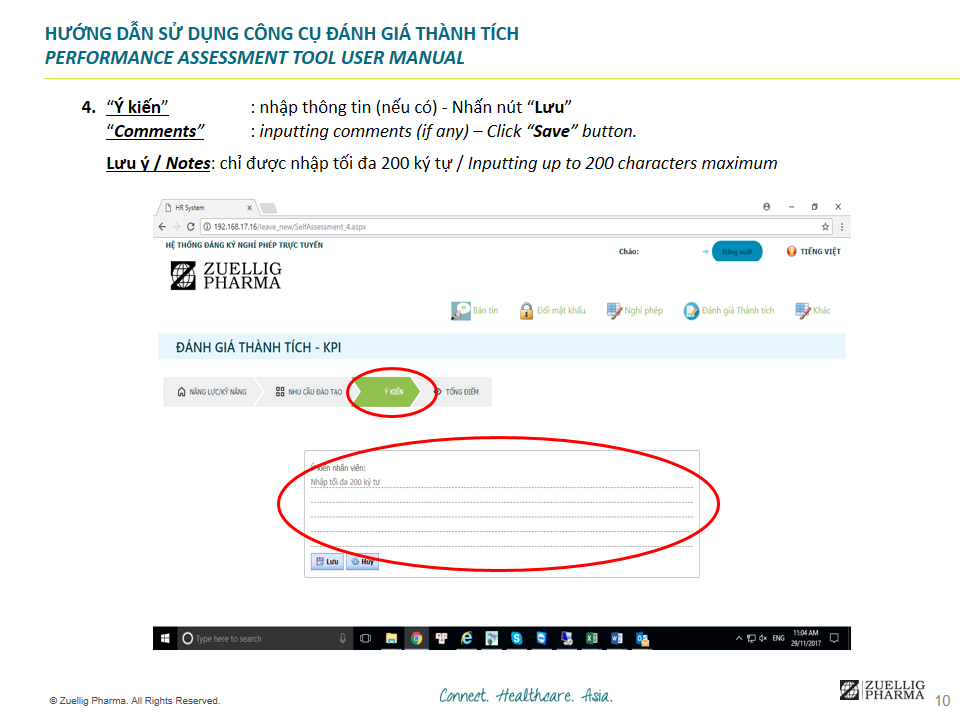 HƯỚNG DẪN SỬ DỤNG CÔNG CỤ ĐÁNH GIÁ THÀNH TÍCH
PERFORMANCE ASSESSMENT TOOL USER MANUAL
4. “Ý kiến” : nhập thông tin (nếu có) - Nhấn nút “Lưu”
“Comments” : inputting comments (if any) – Click “Save” button.
Lưu ý / Notes: chỉ được nhập tối đa 200 ký tự / Inputting up to 200 characters maximum
HR System
192.168.17.16/leave_new/SelfAssessment_4.aspx
HỆ THỐNG ĐĂNG KÝ NGHỈ PHÉP TRỰC TUYẾN
Chào: Đăng xuất TIẾNG VIỆT
ZUELLIG
PHARMA
Bản tin Đổi mật khẩu Nghỉ phép Đánh giá Thành tích Khác
ĐÁNH GIÁ THÀNH TÍCH - KPI
NĂNG LỰC/KỸ NĂNG NHU CẦU ĐÀO TẠO Ý KIẾN TỔNG ĐIỂM
Ý kiến nhân viên:
Nhập tối đa 200 ký tự
Lưu Hủy
Type here to search ENG 11:04 AM
29/11/2017
© Zuellig Pharma. All Rights Reserved. Connect. Healthcare. Asia. ZUELLIG
PHARMA 10